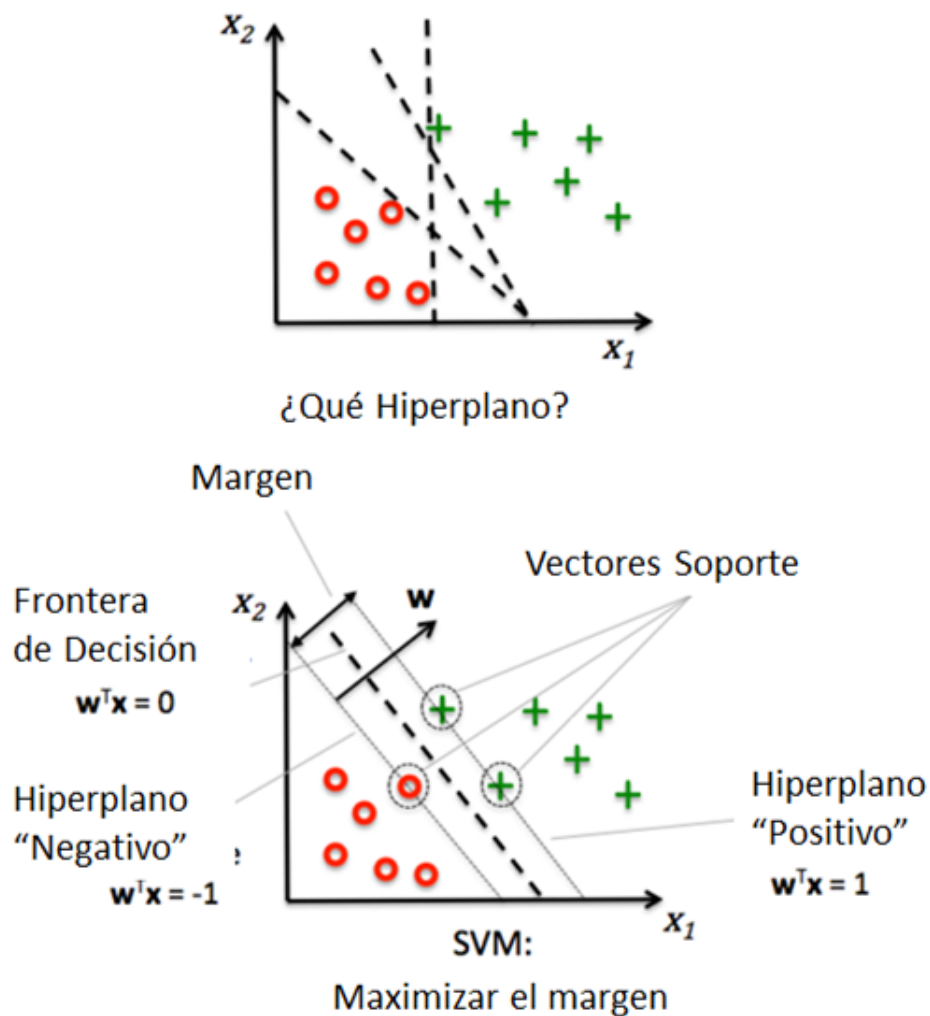 x₂
x₁
¿Qué Hiperplano?
Margen
Vectores Soporte
Frontera
de Decisión
wᵀx = 0
x₂
w
Hiperplano
“Negativo”
wᵀx = -1
Hiperplano
“Positivo”
wᵀx = 1
x₁
SVM:
Maximizar el margen